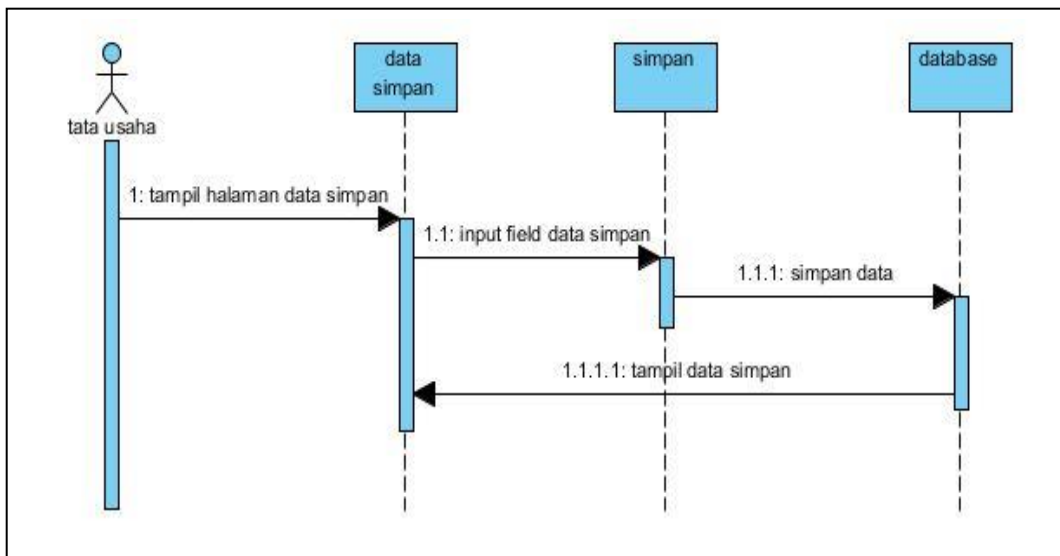 data
simpan
simpan
database
tata usaha
1: tampil halaman data simpan
1.1: input field data simpan
1.1.1: simpan data
1.1.1.1: tampil data simpan